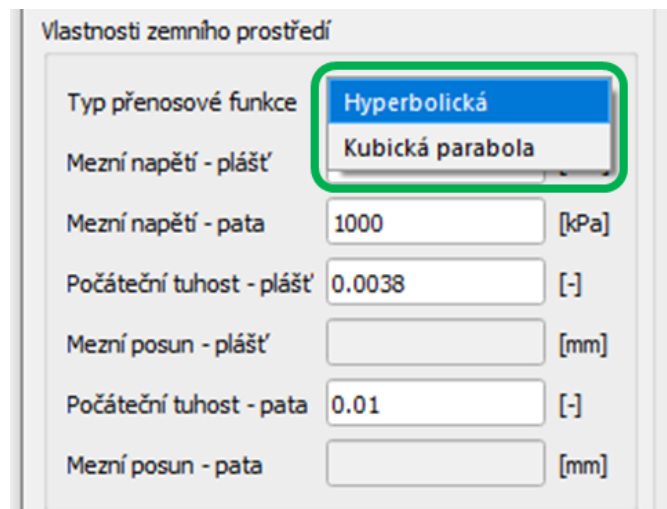 Vlastnosti zemního prostředí
Typ přenosové funkce Hyperbolická
Kubická parabola
Mezní napětí - plášť
Mezní napětí - pata 1000 [kPa]
Počáteční tuhost - plášť 0.0038 [-]
Mezní posun - plášť [mm]
Počáteční tuhost - pata 0.01 [-]
Mezní posun - pata [mm]